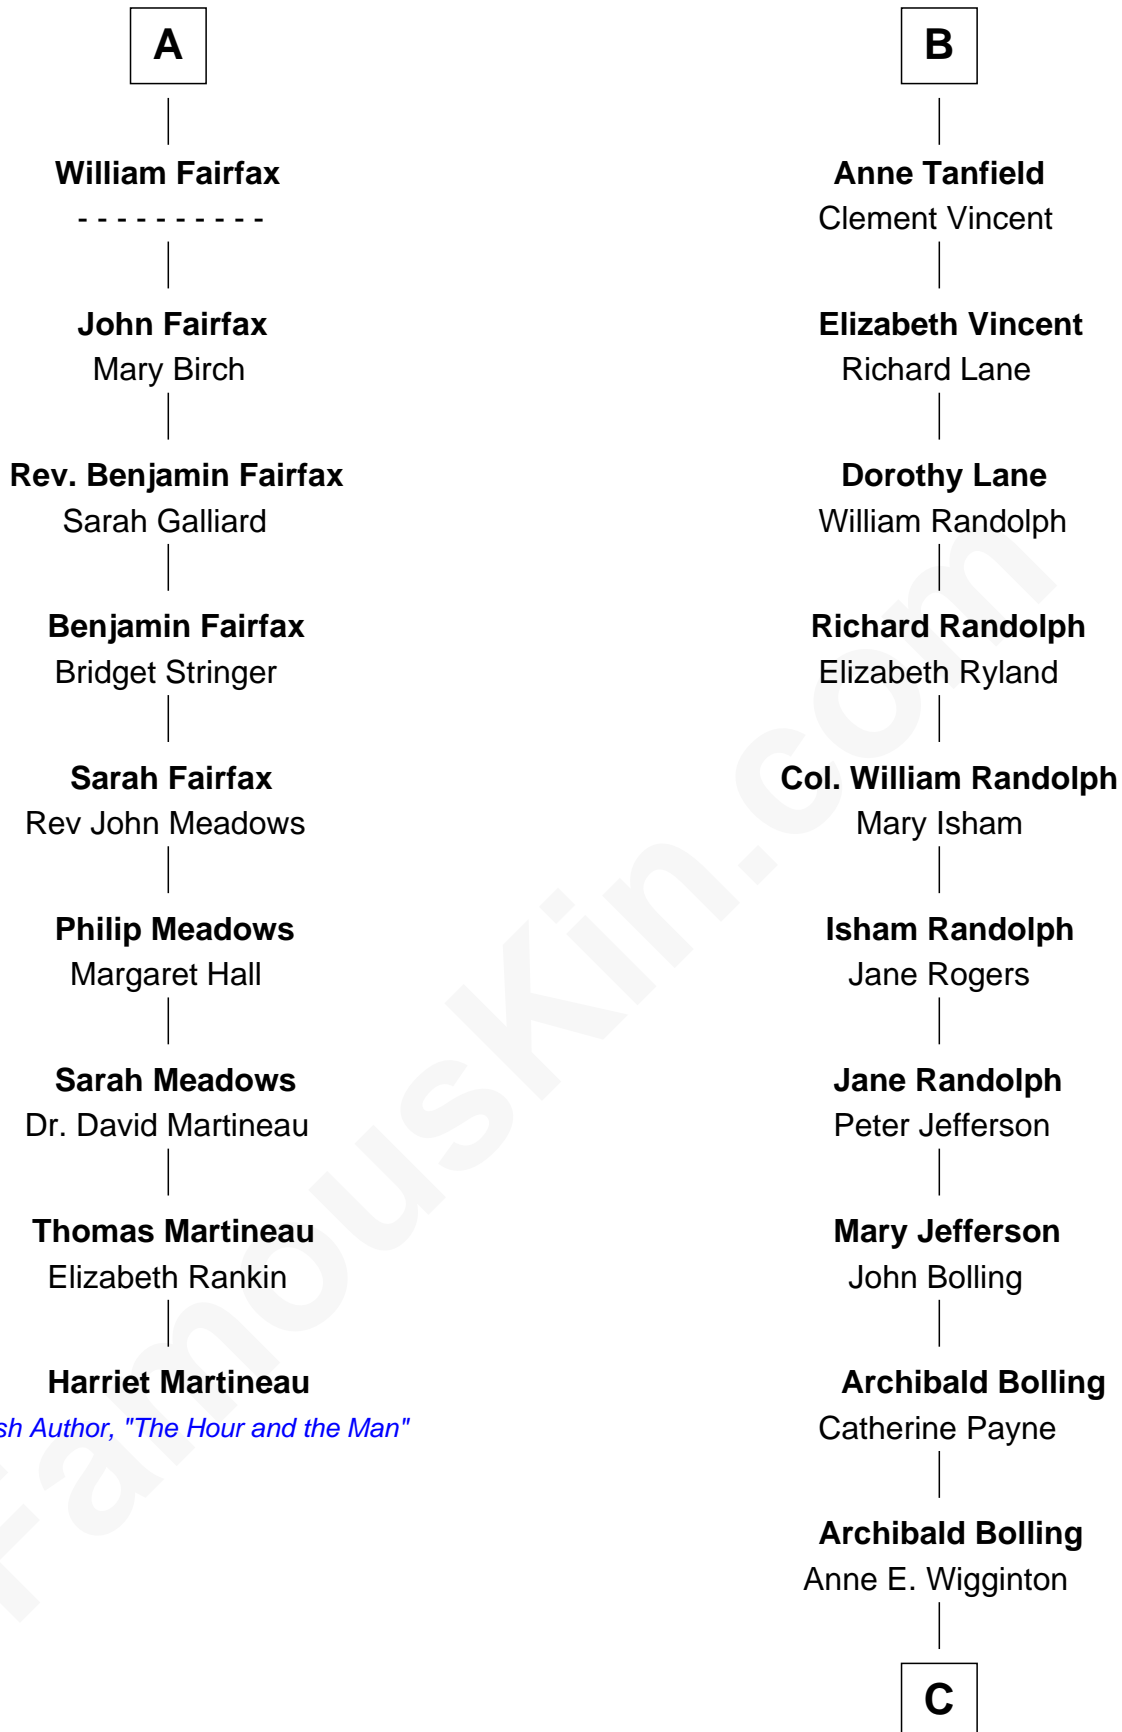 A
William Fairfax
- - - - - - - - - -
John Fairfax
Mary Birch
Rev. Benjamin Fairfax
Sarah Galliard
Benjamin Fairfax
Bridget Stringer
Sarah Fairfax
Rev John Meadows
Philip Meadows
Margaret Hall
Sarah Meadows
Dr. David Martineau
Thomas Martineau
Elizabeth Rankin
Harriet Martineau
sh Author, "The Hour and the Man"
B
Anne Tanfield
Clement Vincent
Elizabeth Vincent
Richard Lane
Dorothy Lane
William Randolph
Richard Randolph
Elizabeth Ryland
Col. William Randolph
Mary Isham
Isham Randolph
Jane Rogers
Jane Randolph
Peter Jefferson
Mary Jefferson
John Bolling
Archibald Bolling
Catherine Payne
Archibald Bolling
Anne E. Wigginton
C
FamousKin.com